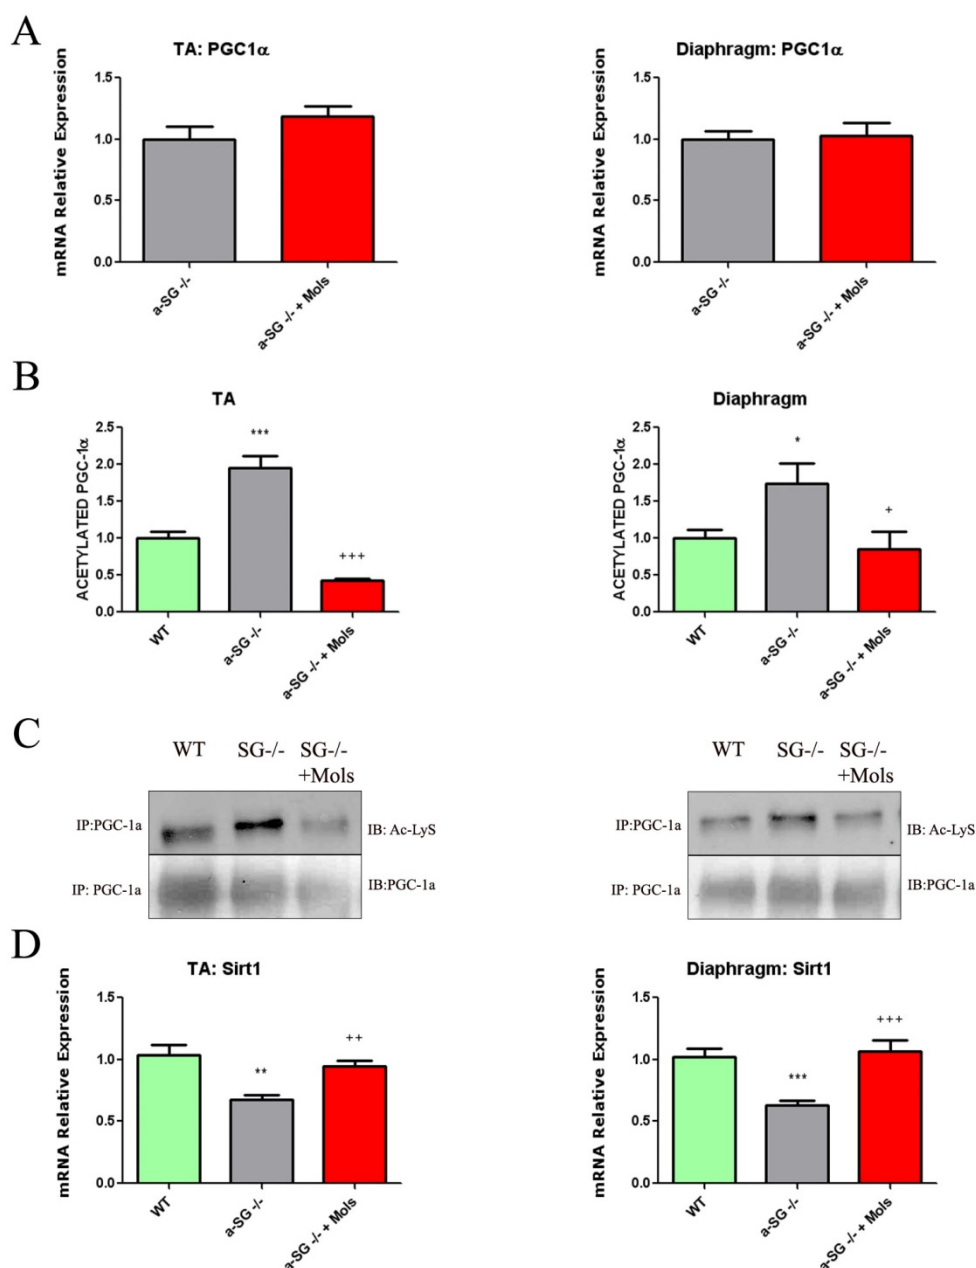 A
TA: PGC1α
mRNA Relative Expression
1.5
1.0
0.5
0.0
a-SG -/-
a-SG -/- + Mols
Diaphragm: PGC1α
mRNA Relative Expression
1.5
1.0
0.5
0.0
a-SG -/-
a-SG -/- + Mols
B
TA
ACETYLATED PGC-1α
2.5
2.0
1.5
1.0
0.5
0.0
***
+++
WT
a-SG -/-
a-SG -/- + Mols
Diaphragm
ACETYLATED PGC-1α
2.5
2.0
1.5
1.0
0.5
0.0
*
+
WT
a-SG -/-
a-SG -/- + Mols
C
WT SG-/- SG-/-
+Mols
IP:PGC-1a
IB: Ac-LyS
IP: PGC-1a
IB:PGC-1a
WT SG-/- SG-/-
+Mols
IP:PGC-1a
IB: Ac-LyS
IP: PGC-1a
IB:PGC-1a
D
TA: Sirt1
mRNA Relative Expression
1.5
1.0
0.5
0.0
**
++
WT
a-SG -/-
a-SG -/- + Mols
Diaphragm: Sirt1
mRNA Relative Expression
1.5
1.0
0.5
0.0
***
+++
WT
a-SG -/-
a-SG -/- + Mols